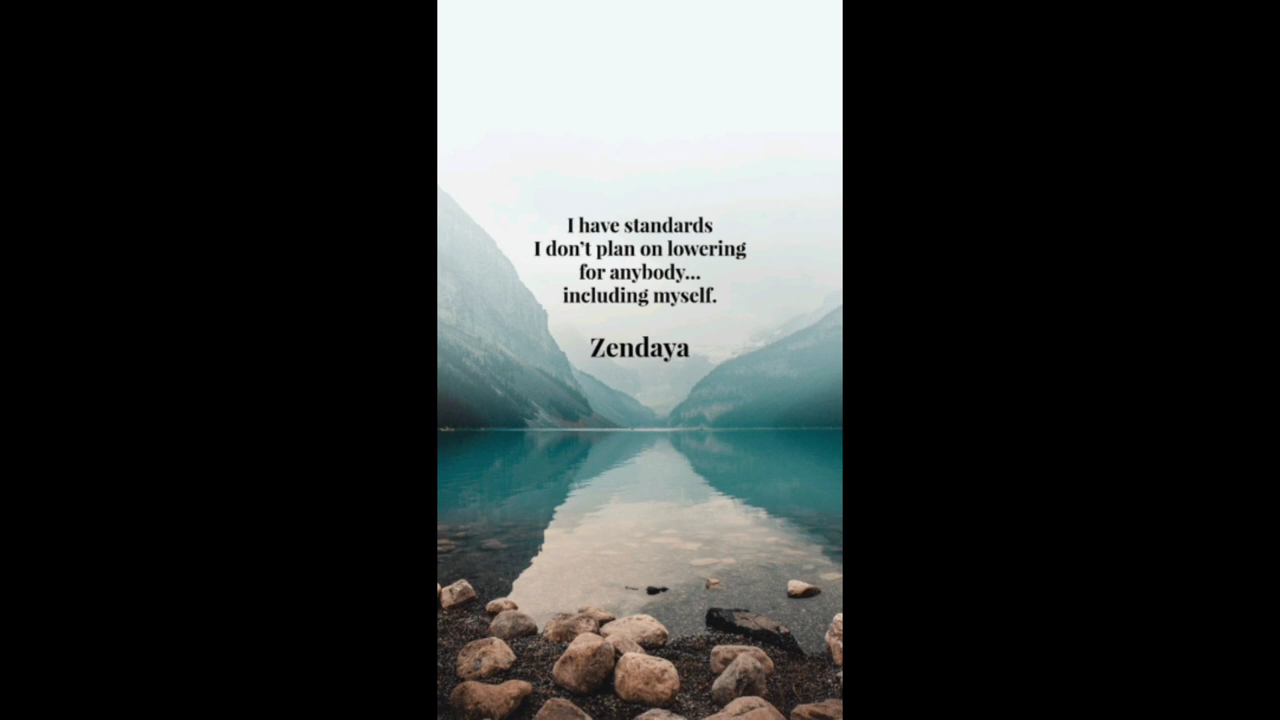 I have standards
I don’t plan on lowering
for anybody...
including myself.
Zendaya